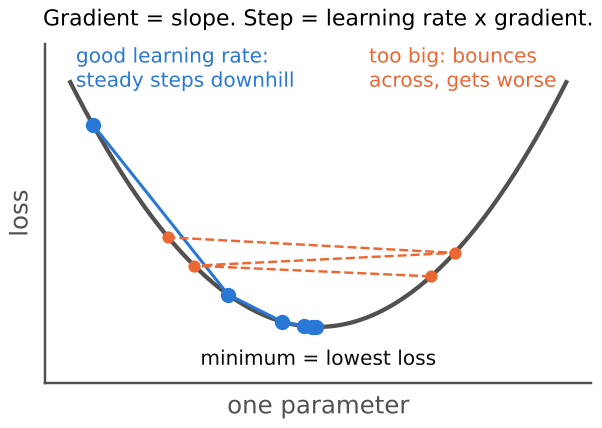 Gradient = slope. Step = learning rate x gradient.
good learning rate:
steady steps downhill
too big: bounces
across, gets worse
loss
minimum = lowest loss
one parameter